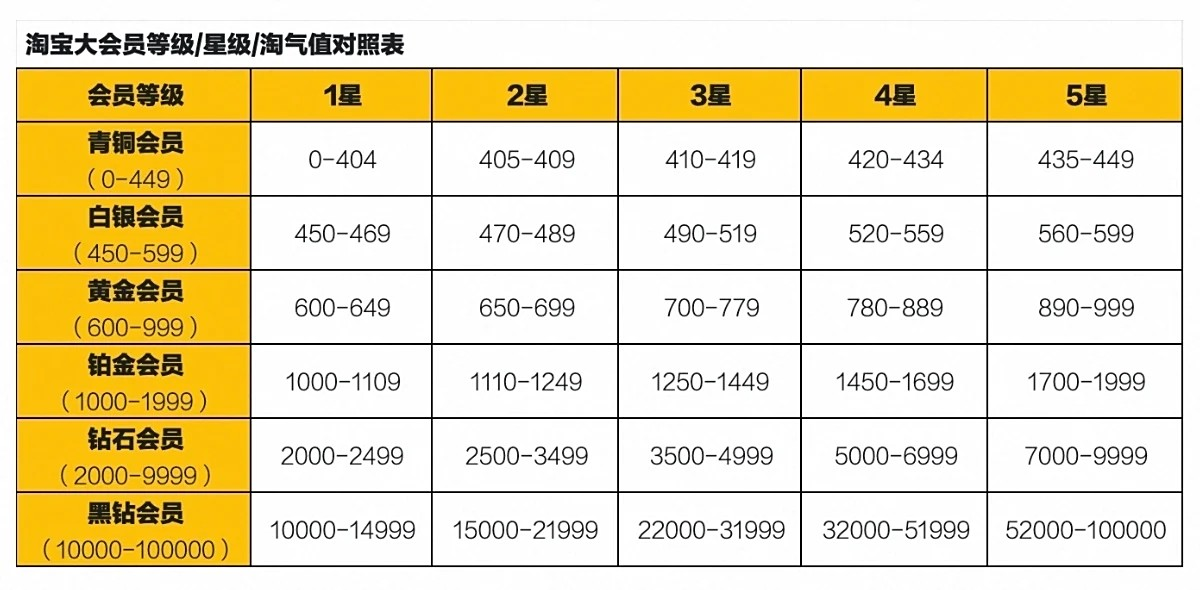 淘宝大会员等级/星级/淘气值对照表
会员等级 1星 2星 3星 4星 5星
青铜会员
（0-449） 0-404 405-409 410-419 420-434 435-449
白银会员
（450-599） 450-469 470-489 490-519 520-559 560-599
黄金会员
（600-999） 600-649 650-699 700-779 780-889 890-999
铂金会员
（1000-1999） 1000-1109 1110-1249 1250-1449 1450-1699 1700-1999
钻石会员
（2000-9999） 2000-2499 2500-3499 3500-4999 5000-6999 7000-9999
黑钻会员
（10000-100000） 10000-14999 15000-21999 22000-31999 32000-51999 52000-100000